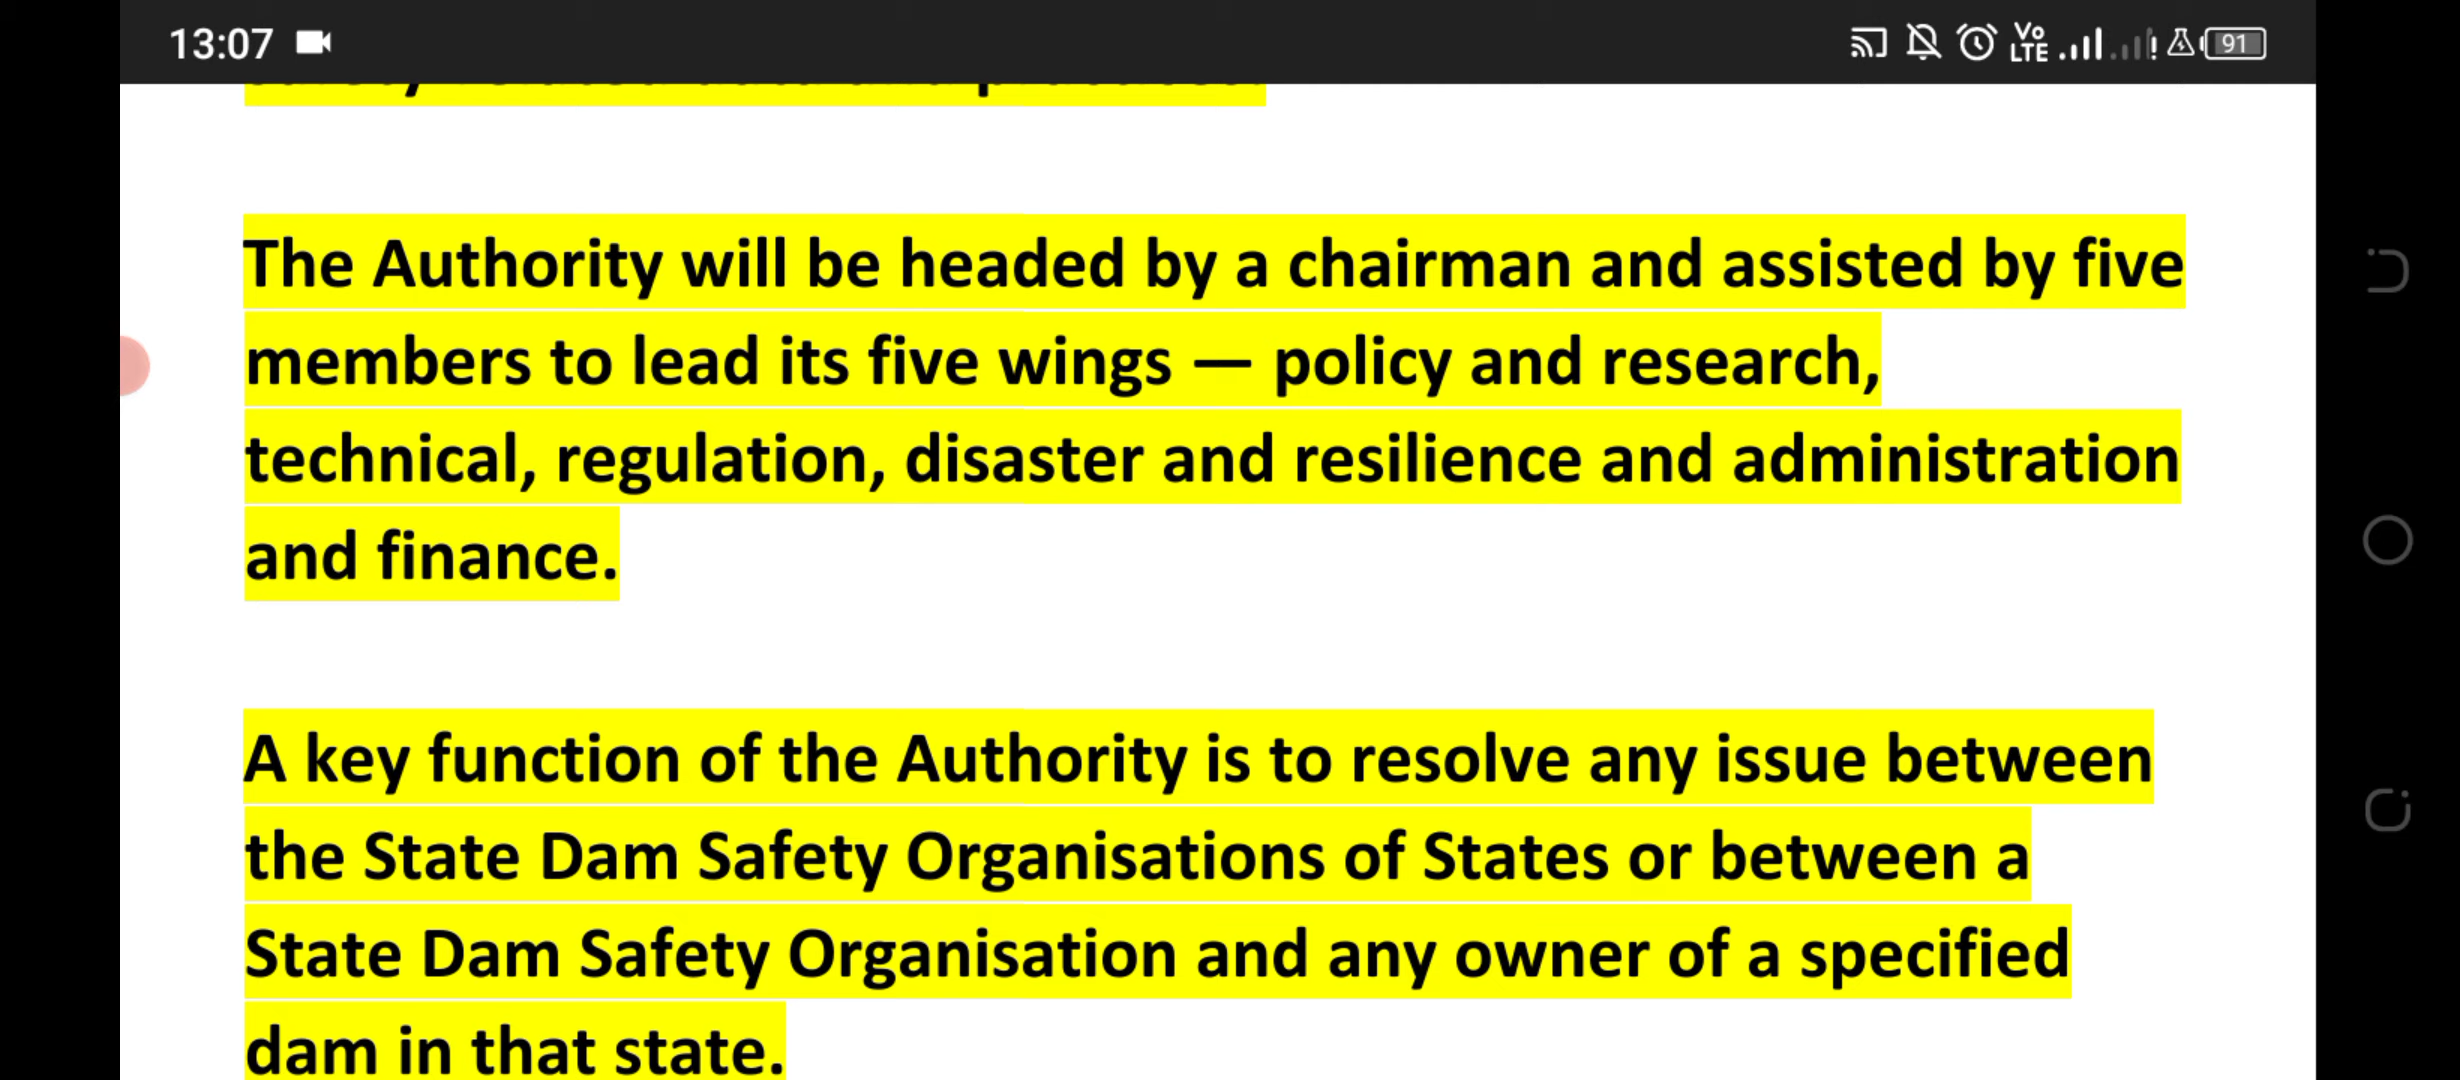 13:07
Vo LTE 91
The Authority will be headed by a chairman and assisted by five
members to lead its five wings — policy and research,
technical, regulation, disaster and resilience and administration
and finance.
A key function of the Authority is to resolve any issue between
the State Dam Safety Organisations of States or between a
State Dam Safety Organisation and any owner of a specified
dam in that state.